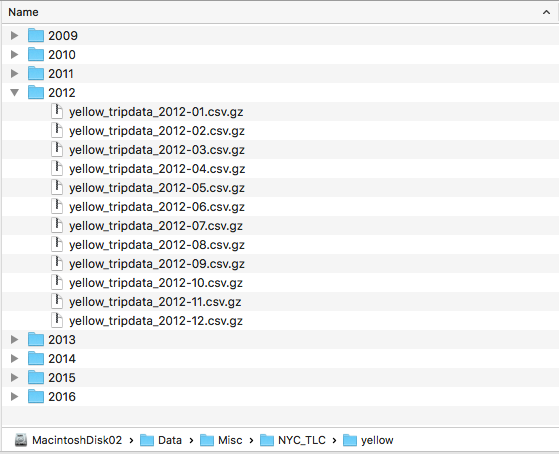 Name
2009
2010
2011
2012
yellow_tripdata_2012-01.csv.gz
yellow_tripdata_2012-02.csv.gz
yellow_tripdata_2012-03.csv.gz
yellow_tripdata_2012-04.csv.gz
yellow_tripdata_2012-05.csv.gz
yellow_tripdata_2012-06.csv.gz
yellow_tripdata_2012-07.csv.gz
yellow_tripdata_2012-08.csv.gz
yellow_tripdata_2012-09.csv.gz
yellow_tripdata_2012-10.csv.gz
yellow_tripdata_2012-11.csv.gz
yellow_tripdata_2012-12.csv.gz
2013
2014
2015
2016
MacintoshDisk02 › Data › Misc › NYC_TLC › yellow